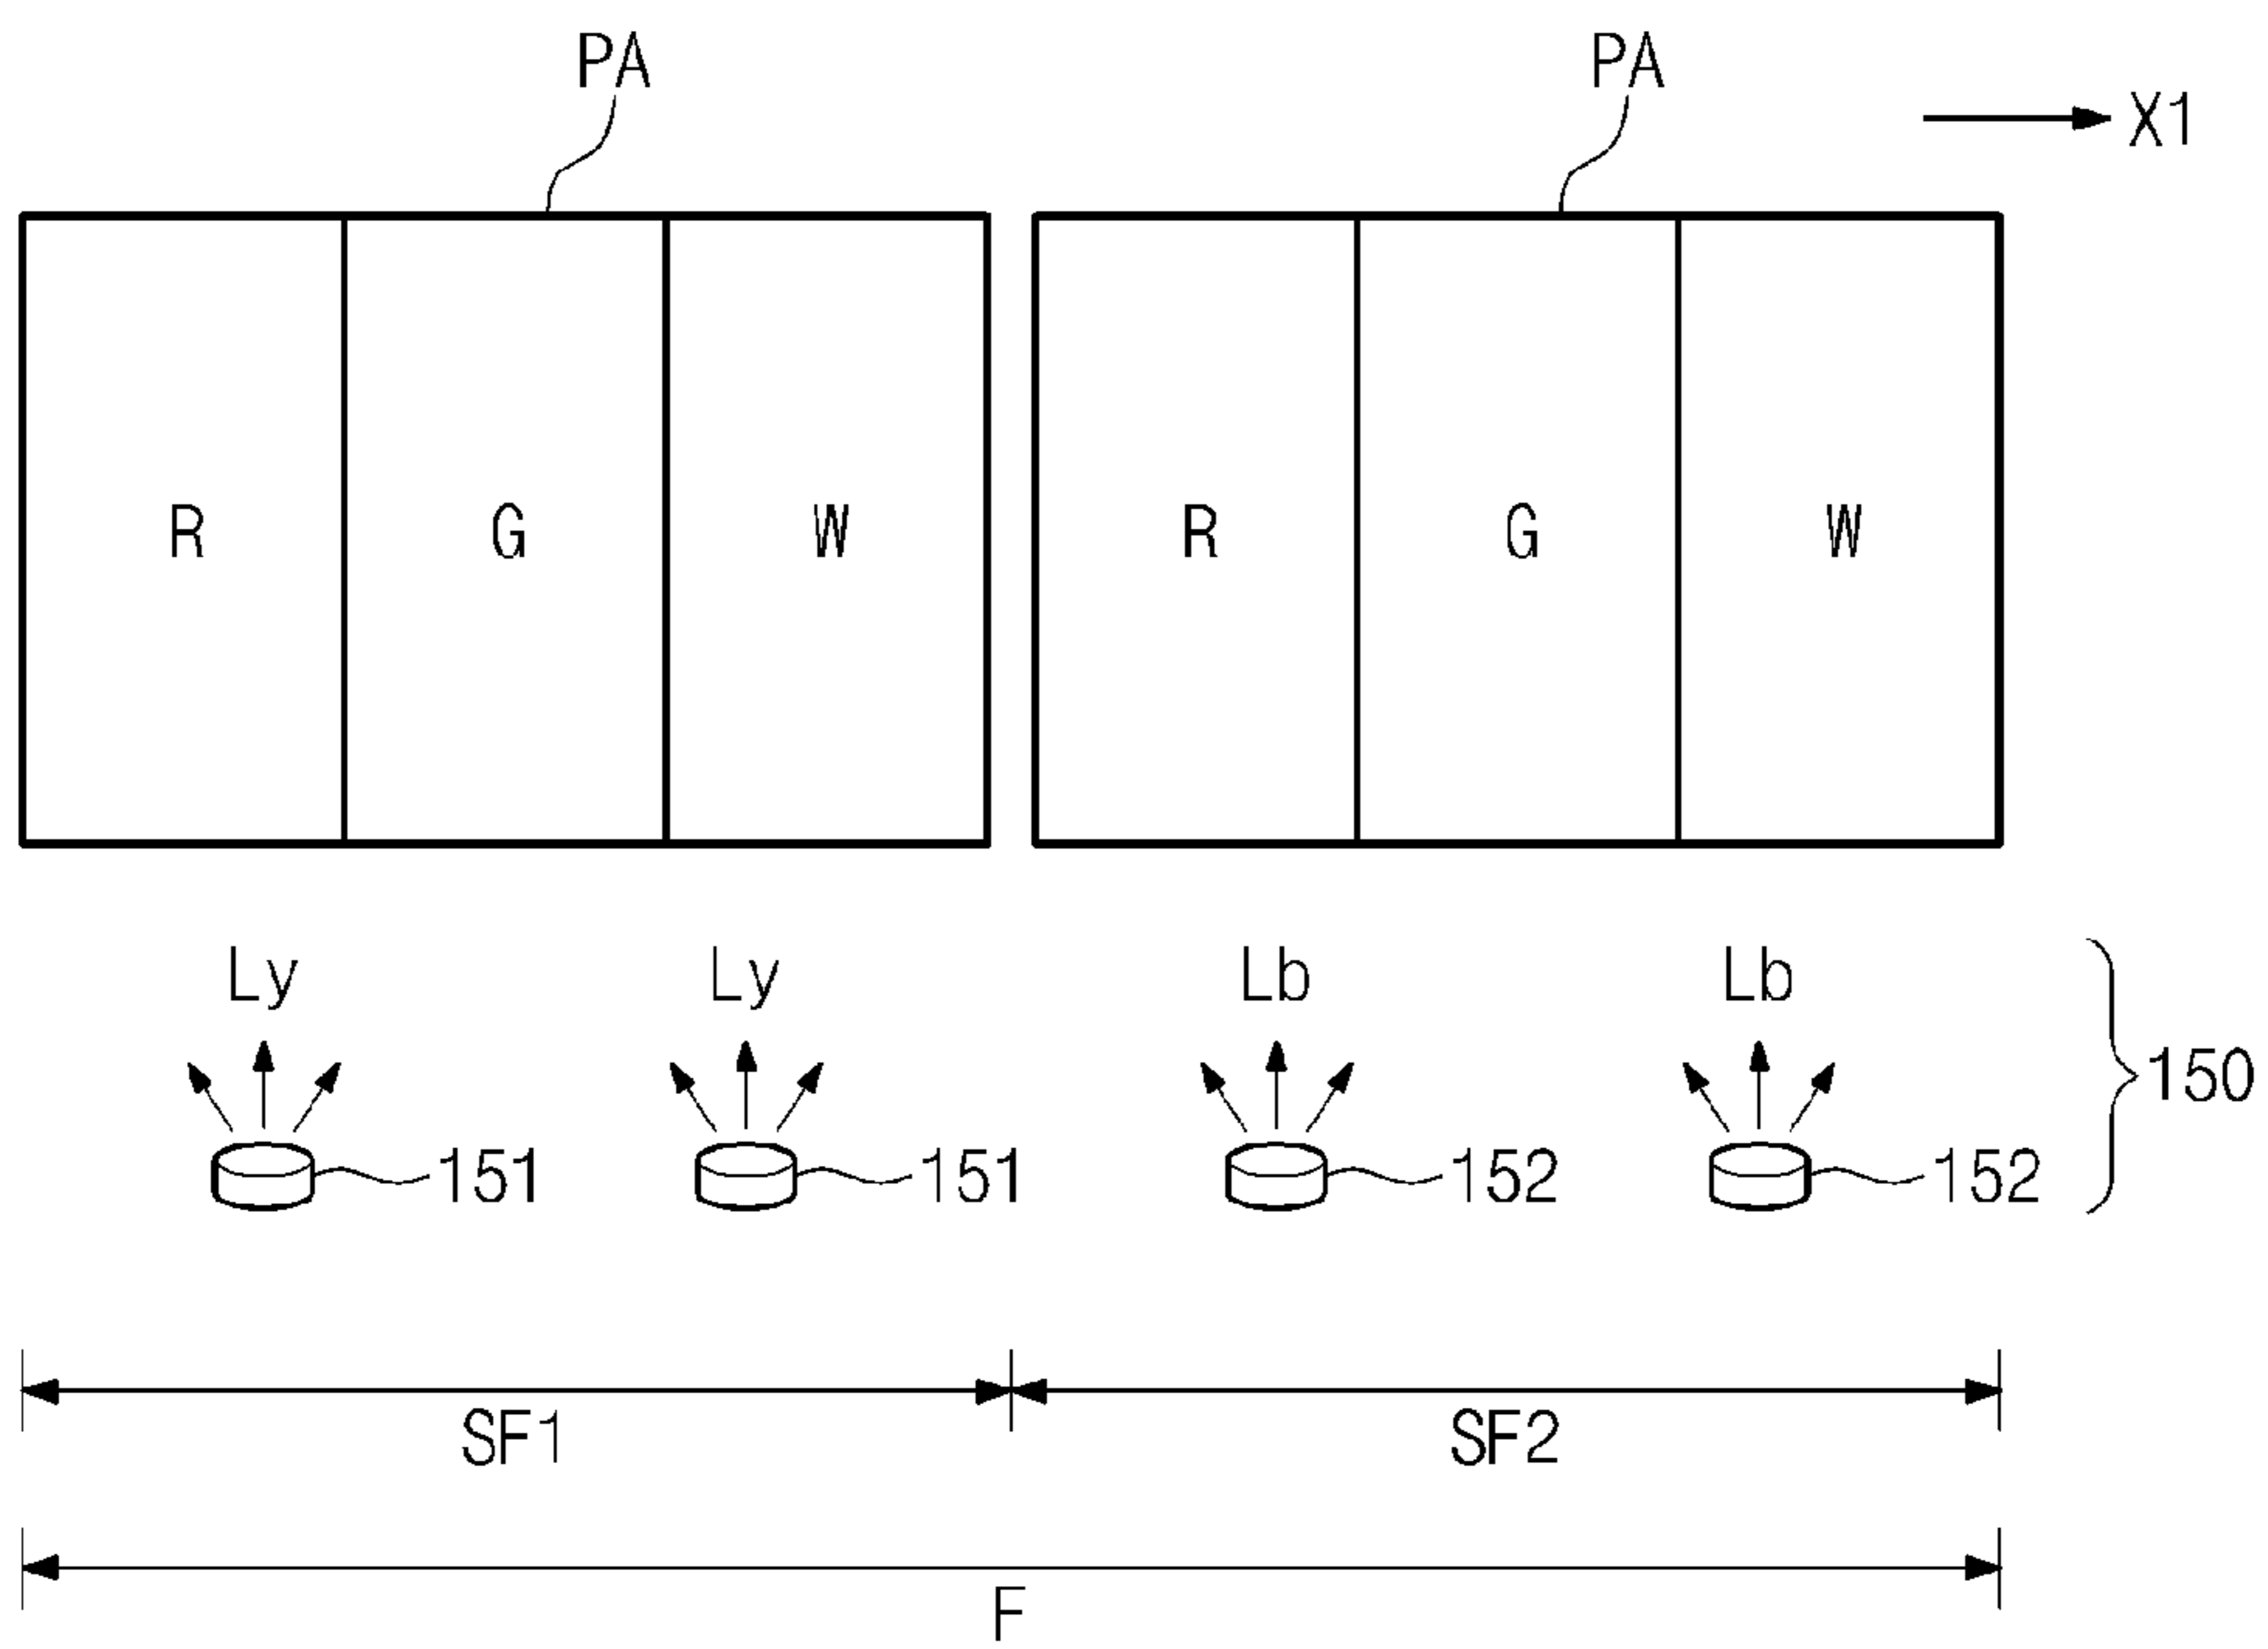 PA PA
X1
R G W R G W
Ly Ly Lb Lb
150
151 151 152 152
SF1 SF2
F